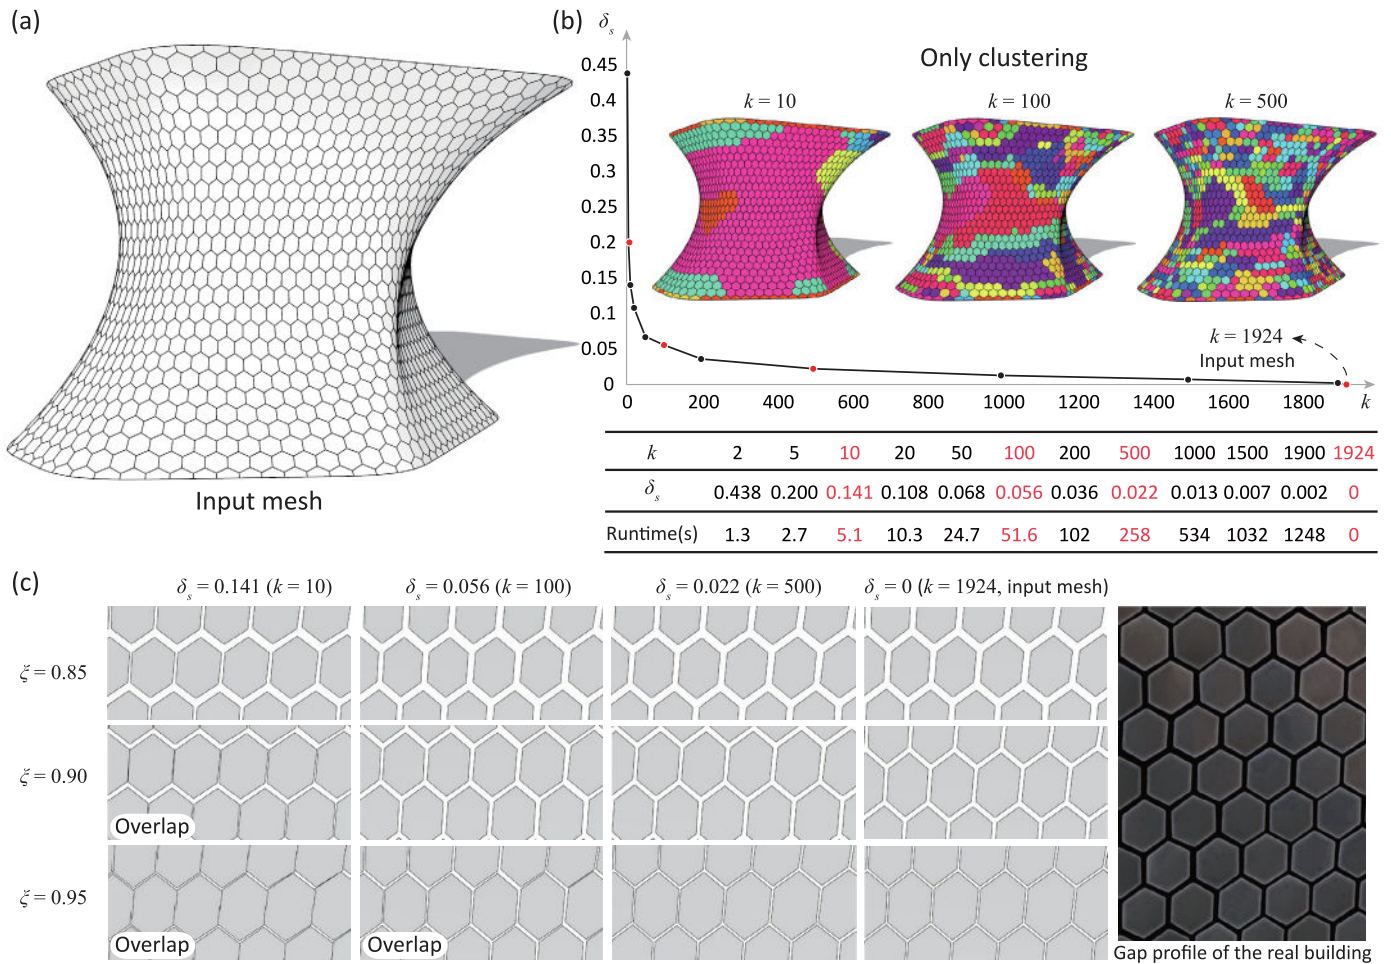 (a)
Input mesh
(b)
δs
Only clustering
0.45
0.4
0.35
0.3
0.25
0.2
0.15
0.1
0.05
0
k = 10
k = 100
k = 500
k = 1924
Input mesh
0 200 400 600 800 1000 1200 1400 1600 1800 k
k 2 5 10 20 50 100 200 500 1000 1500 1900 1924
δs 0.438 0.200 0.141 0.108 0.068 0.056 0.036 0.022 0.013 0.007 0.002 0
Runtime(s) 1.3 2.7 5.1 10.3 24.7 51.6 102 258 534 1032 1248 0
(c)
δs = 0.141 (k = 10) δs = 0.056 (k = 100) δs = 0.022 (k = 500) δs = 0 (k = 1924, input mesh)
ξ = 0.85
ξ = 0.90
Overlap
ξ = 0.95
Overlap Overlap
Gap profile of the real building